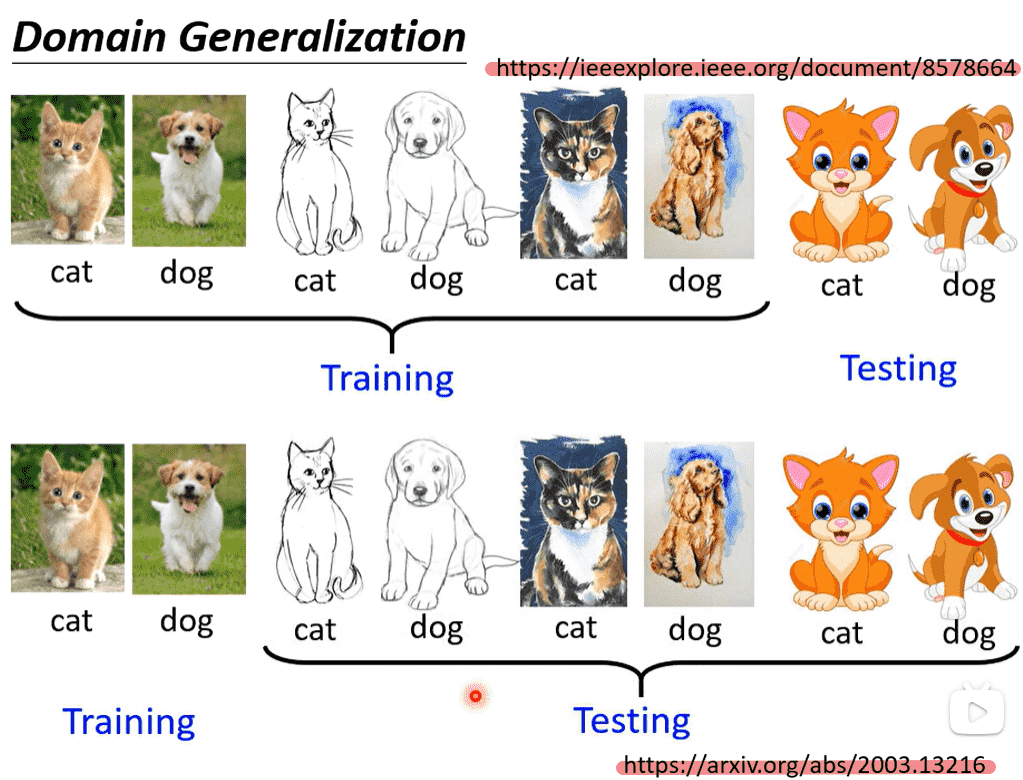 Domain Generalization
https://ieeexplore.ieee.org/document/8578664
cat dog cat dog cat dog cat dog
Training
Testing
cat dog cat dog cat dog cat dog
Training
Testing
https://arxiv.org/abs/2003.13216